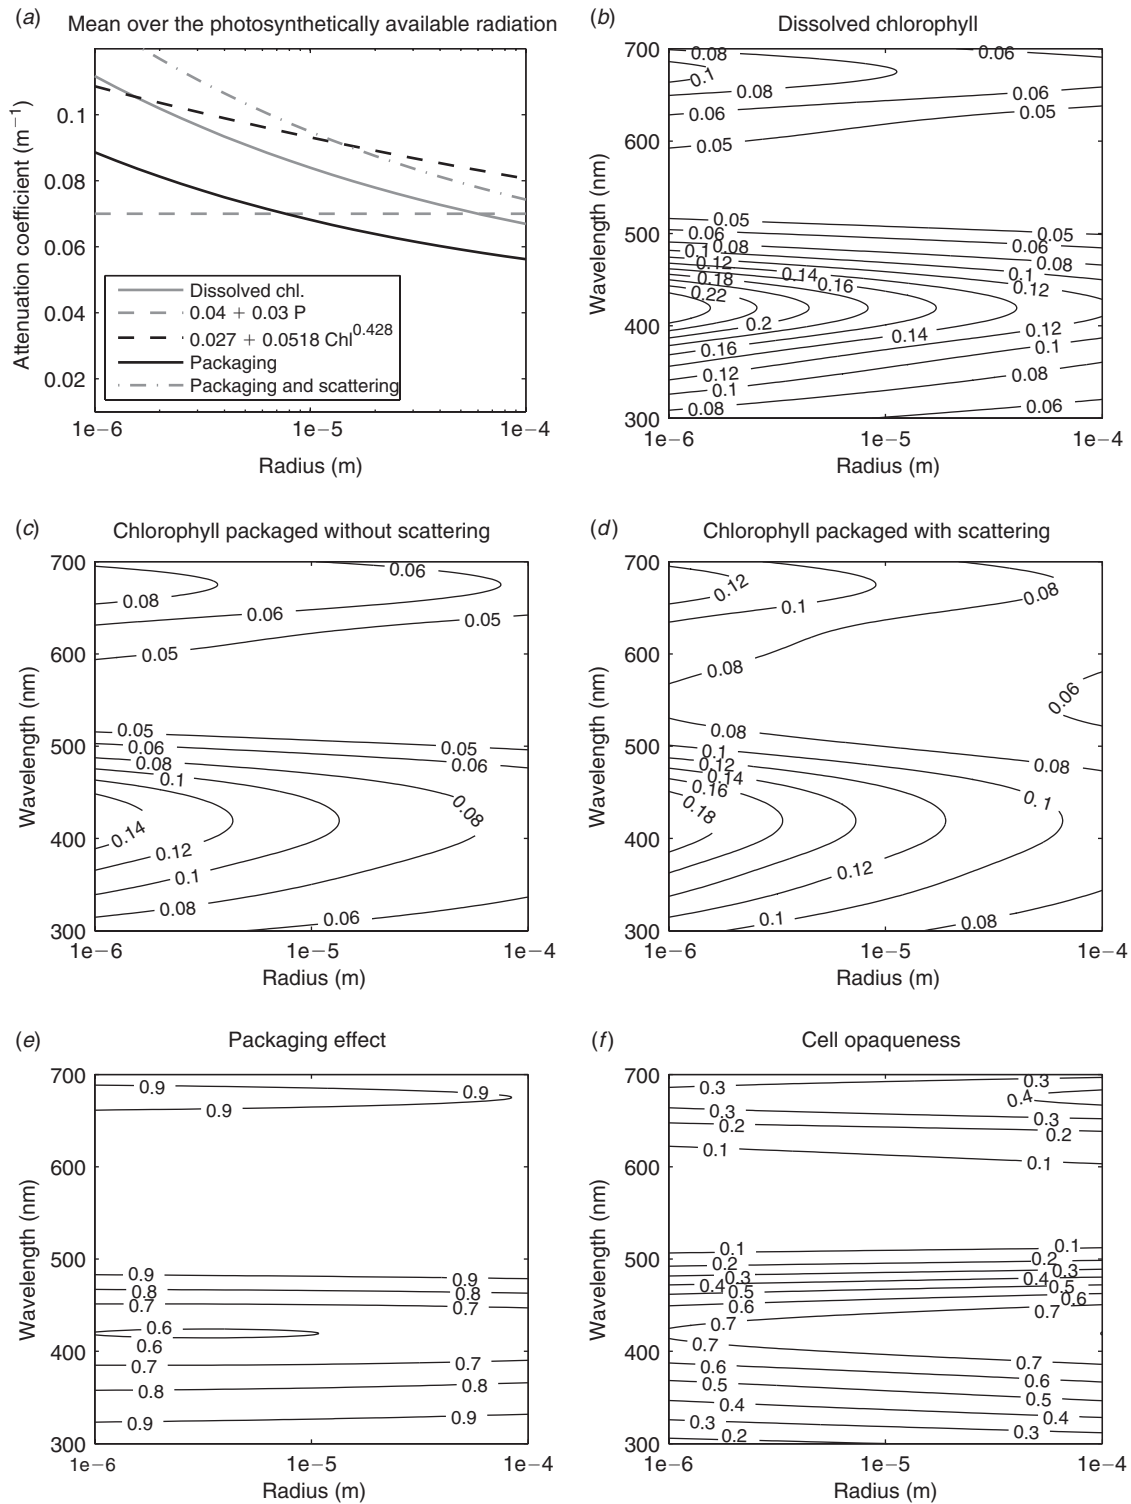 (a) Mean over the photosynthetically available radiation
Attenuation coefficient (m−1)
0.1
0.08
0.06
0.04
0.02
Dissolved chl.
0.04 + 0.03 P
0.027 + 0.0518 Chl0.428
Packaging
Packaging and scattering
1e−6 1e−5 1e−4
Radius (m)
(b) Dissolved chlorophyll
Wavelength (nm)
700
600
500
400
300
0.08 0.06
0.1
0.08 0.06
0.06 0.05
0.05
0.05 0.05
0.06 0.06
0.1 0.08 0.08
0.12 0.14 0.1
0.18 0.16 0.12
0.22
0.2 0.14 0.12
0.16 0.1
0.12 0.08
0.1
0.08 0.06
1e−6 1e−5 1e−4
Radius (m)
(c) Chlorophyll packaged without scattering
Wavelength (nm)
700
600
500
400
300
0.06
0.08
0.06 0.05
0.05
0.05 0.05
0.06 0.06
0.08
0.1
0.08
0.14
0.12
0.1
0.08 0.06
1e−6 1e−5 1e−4
Radius (m)
(d) Chlorophyll packaged with scattering
Wavelength (nm)
700
600
500
400
300
0.12 0.08
0.1
0.08
0.06
0.08
0.1 0.08
0.12
0.14
0.16 0.1
0.18
0.12
0.1 0.08
1e−6 1e−5 1e−4
Radius (m)
(e) Packaging effect
Wavelength (nm)
700
600
500
400
300
0.9 0.9
0.9
0.9 0.9
0.8 0.8
0.7 0.7
0.6
0.6
0.7 0.7
0.8 0.8
0.9 0.9
1e−6 1e−5 1e−4
Radius (m)
(f) Cell opaqueness
Wavelength (nm)
700
600
500
400
300
0.3 0.3
0.4
0.3 0.3
0.2 0.2
0.1 0.1
0.1 0.1
0.2 0.2
0.3 0.3
0.4 0.4
0.5 0.5
0.6 0.6
0.7 0.7
0.7 0.7
0.6 0.6
0.5 0.5
0.4 0.4
0.3 0.3
0.2
1e−6 1e−5 1e−4
Radius (m)